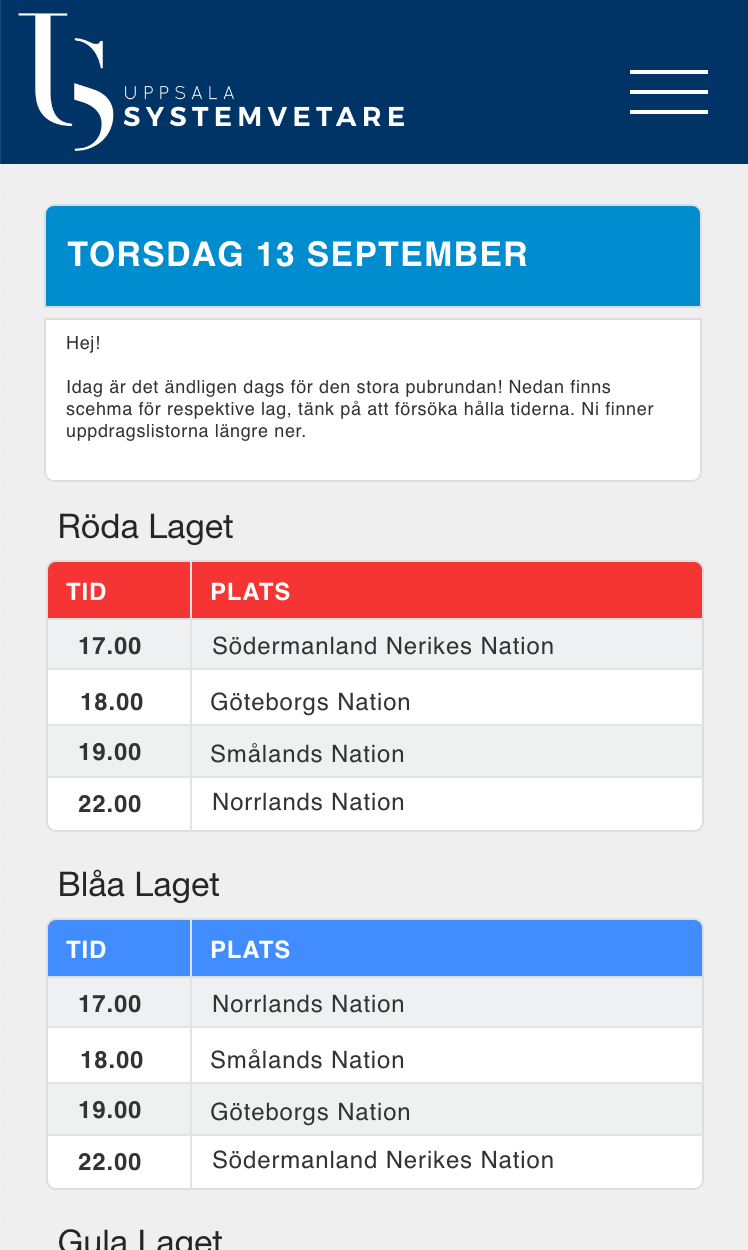 US
UPPSALA
SYSTEMVETARE
TORSDAG 13 SEPTEMBER
Hej!
Idag är det ändligen dags för den stora pubrundan! Nedan finns
scehma för respektive lag, tänk på att försöka hålla tiderna. Ni finner
uppdragslistorna längre ner.
Röda Laget
TID PLATS
17.00 Södermanland Nerikes Nation
18.00 Göteborgs Nation
19.00 Smålands Nation
22.00 Norrlands Nation
Blåa Laget
TID PLATS
17.00 Norrlands Nation
18.00 Smålands Nation
19.00 Göteborgs Nation
22.00 Södermanland Nerikes Nation
Gula Laget